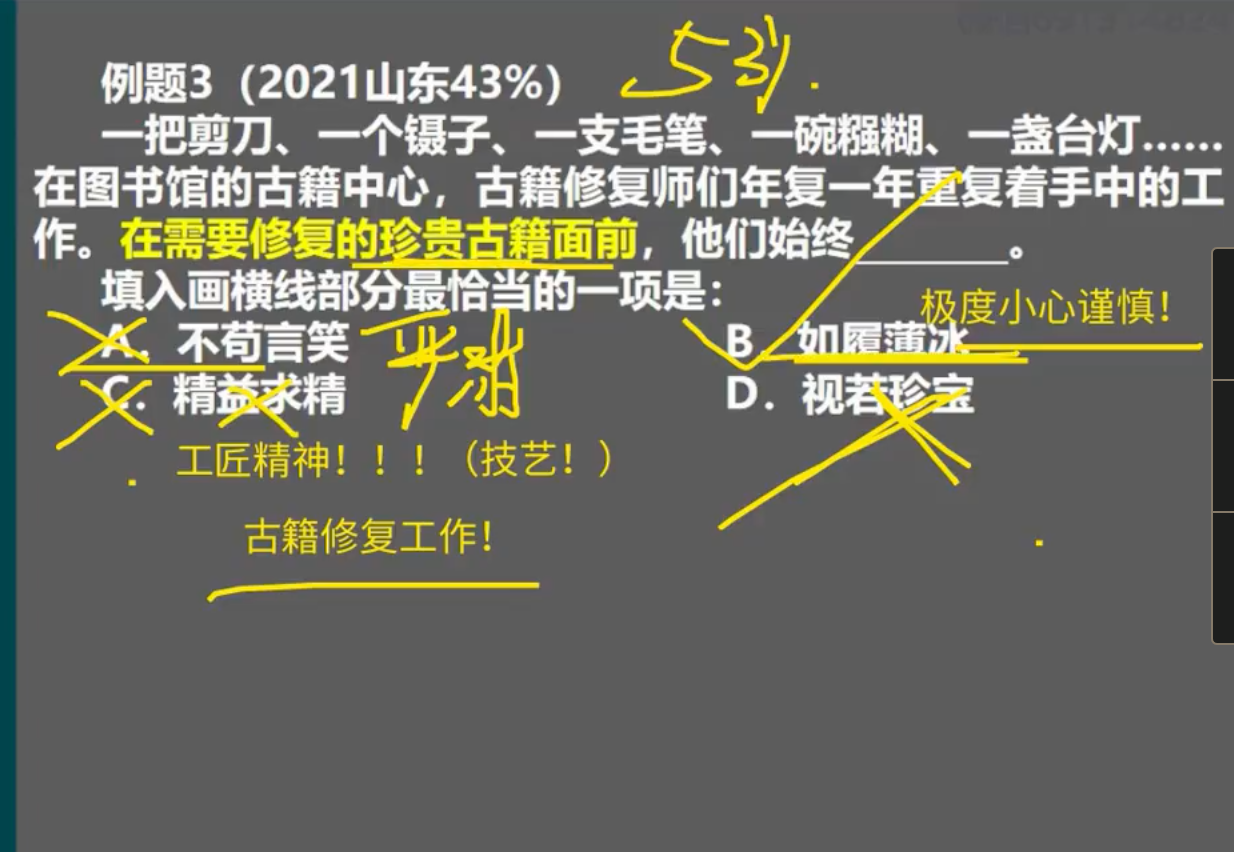 例题3（2021山东43%）
一把剪刀、一个镊子、一支毛笔、一碗糨糊、一盏台灯……
在图书馆的古籍中心，古籍修复师们年复一年重复着手中的工
作。在需要修复的珍贵古籍面前，他们始终_______。
填入画横线部分最恰当的一项是：
极度小心谨慎！
A. 不苟言笑 严肃 B. 如履薄冰
C. 精益求精 D. 视若珍宝
工匠精神！！！（技艺！）
古籍修复工作！